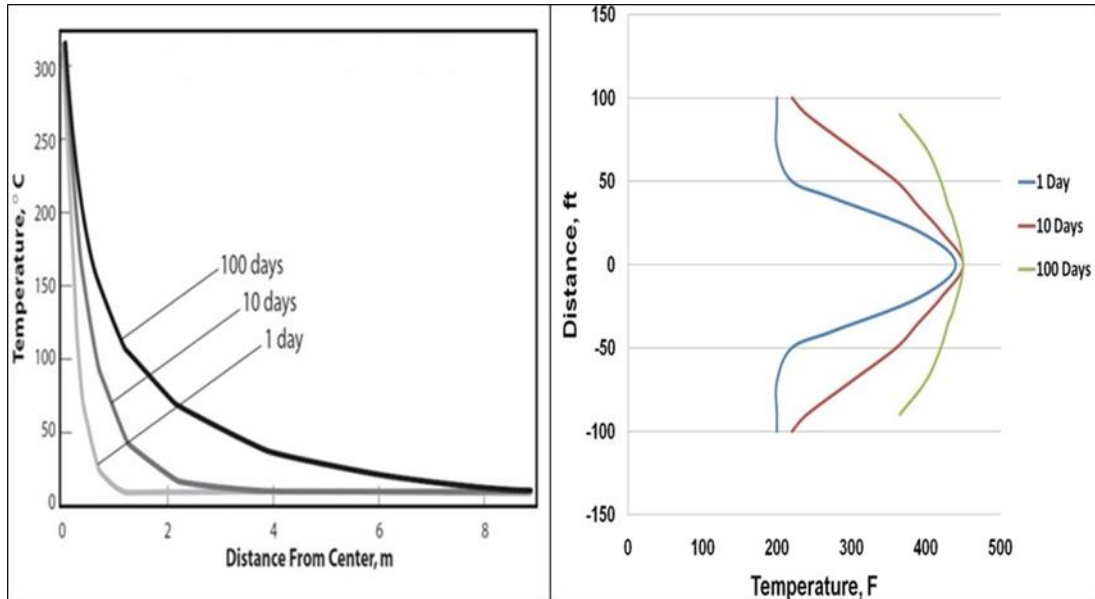 Temperature, ° C
300
250
200
150
100
50
0
100 days
10 days
1 day
0
2
4
6
8
Distance From Center, m
Distance, ft
150
100
50
0
-50
-100
-150
0
100
200
300
400
500
Temperature, F
1 Day
10 Days
100 Days